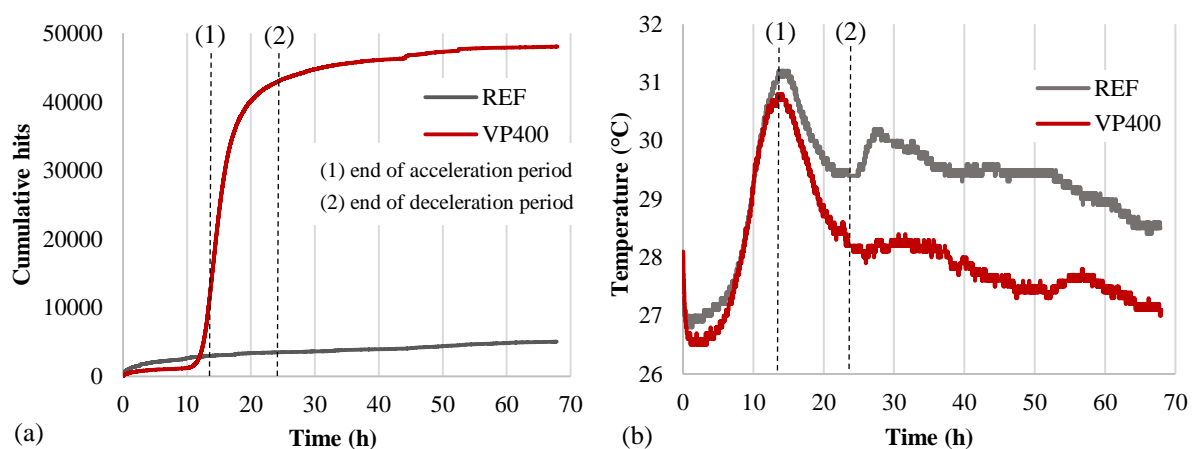 (1) (2)
50000
40000
30000
20000
10000
0
Cumulative hits
REF
VP400
(1) end of acceleration period
(2) end of deceleration period
0 10 20 30 40 50 60 70
(a) Time (h)
(1) (2)
32
31
30
29
28
27
26
Temperature (°C)
REF
VP400
0 10 20 30 40 50 60 70
(b) Time (h)